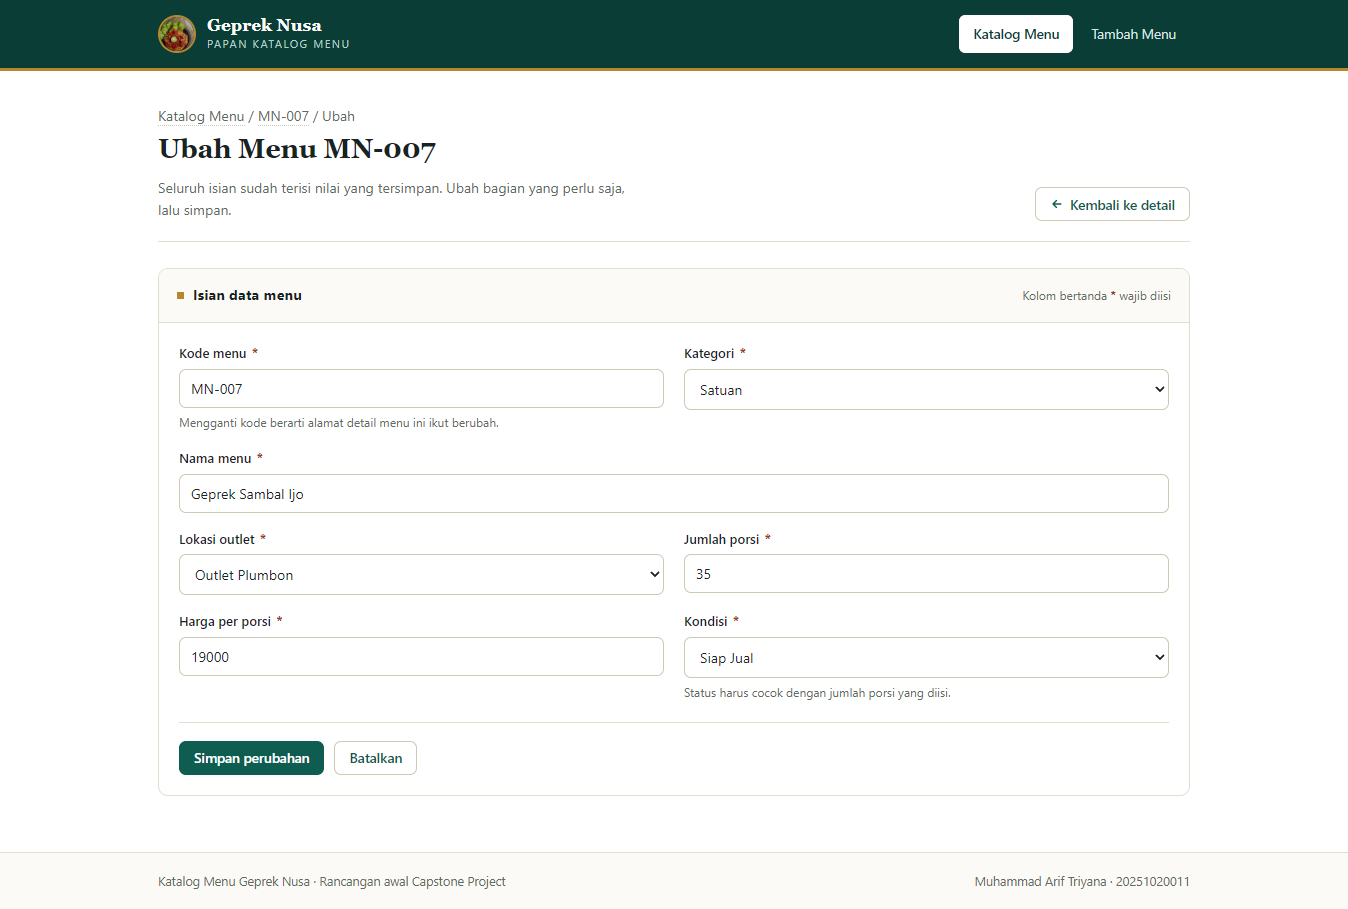 Geprek Nusa
PAPAN KATALOG MENU
Katalog Menu
Tambah Menu
Katalog Menu / MN-007 / Ubah
Ubah Menu MN-007
Seluruh isian sudah terisi nilai yang tersimpan. Ubah bagian yang perlu saja,
lalu simpan.
← Kembali ke detail
Isian data menu
Kolom bertanda * wajib diisi
Kode menu *
MN-007
Mengganti kode berarti alamat detail menu ini ikut berubah.
Kategori *
Satuan
Nama menu *
Geprek Sambal Ijo
Lokasi outlet *
Outlet Plumbon
Jumlah porsi *
35
Harga per porsi *
19000
Kondisi *
Siap Jual
Status harus cocok dengan jumlah porsi yang diisi.
Simpan perubahan
Batalkan
Katalog Menu Geprek Nusa · Rancangan awal Capstone Project
Muhammad Arif Triyana · 20251020011